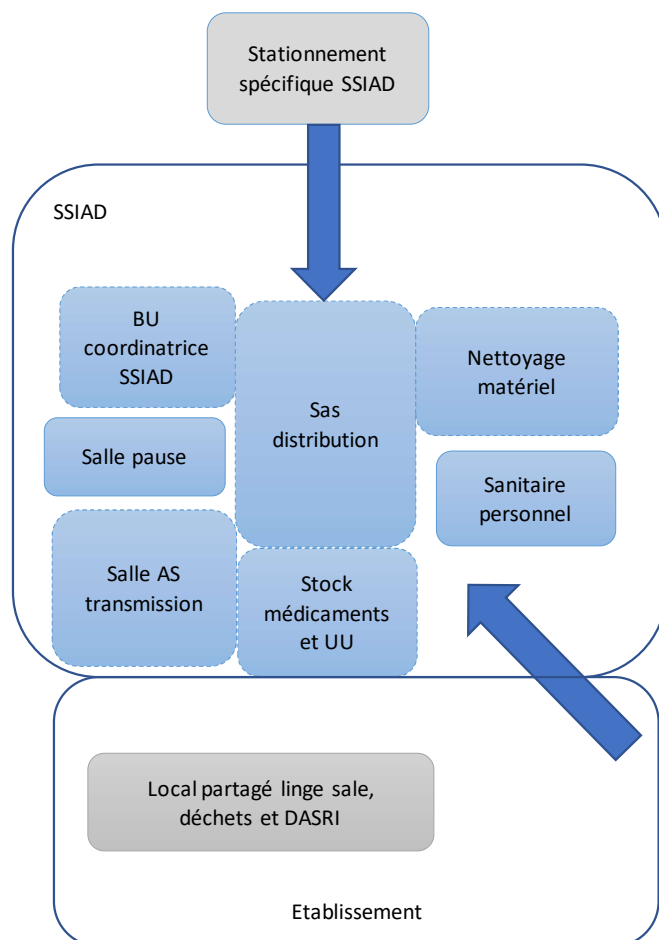 Stationnement
spécifique SSIAD
SSIAD
BU
coordinatrice
SSIAD
Sas
distribution
Nettoyage
matériel
Salle pause
Sanitaire
personnel
Salle AS
transmission
Stock
médicaments
et UU
Local partagé linge sale,
déchets et DASRI
Etablissement